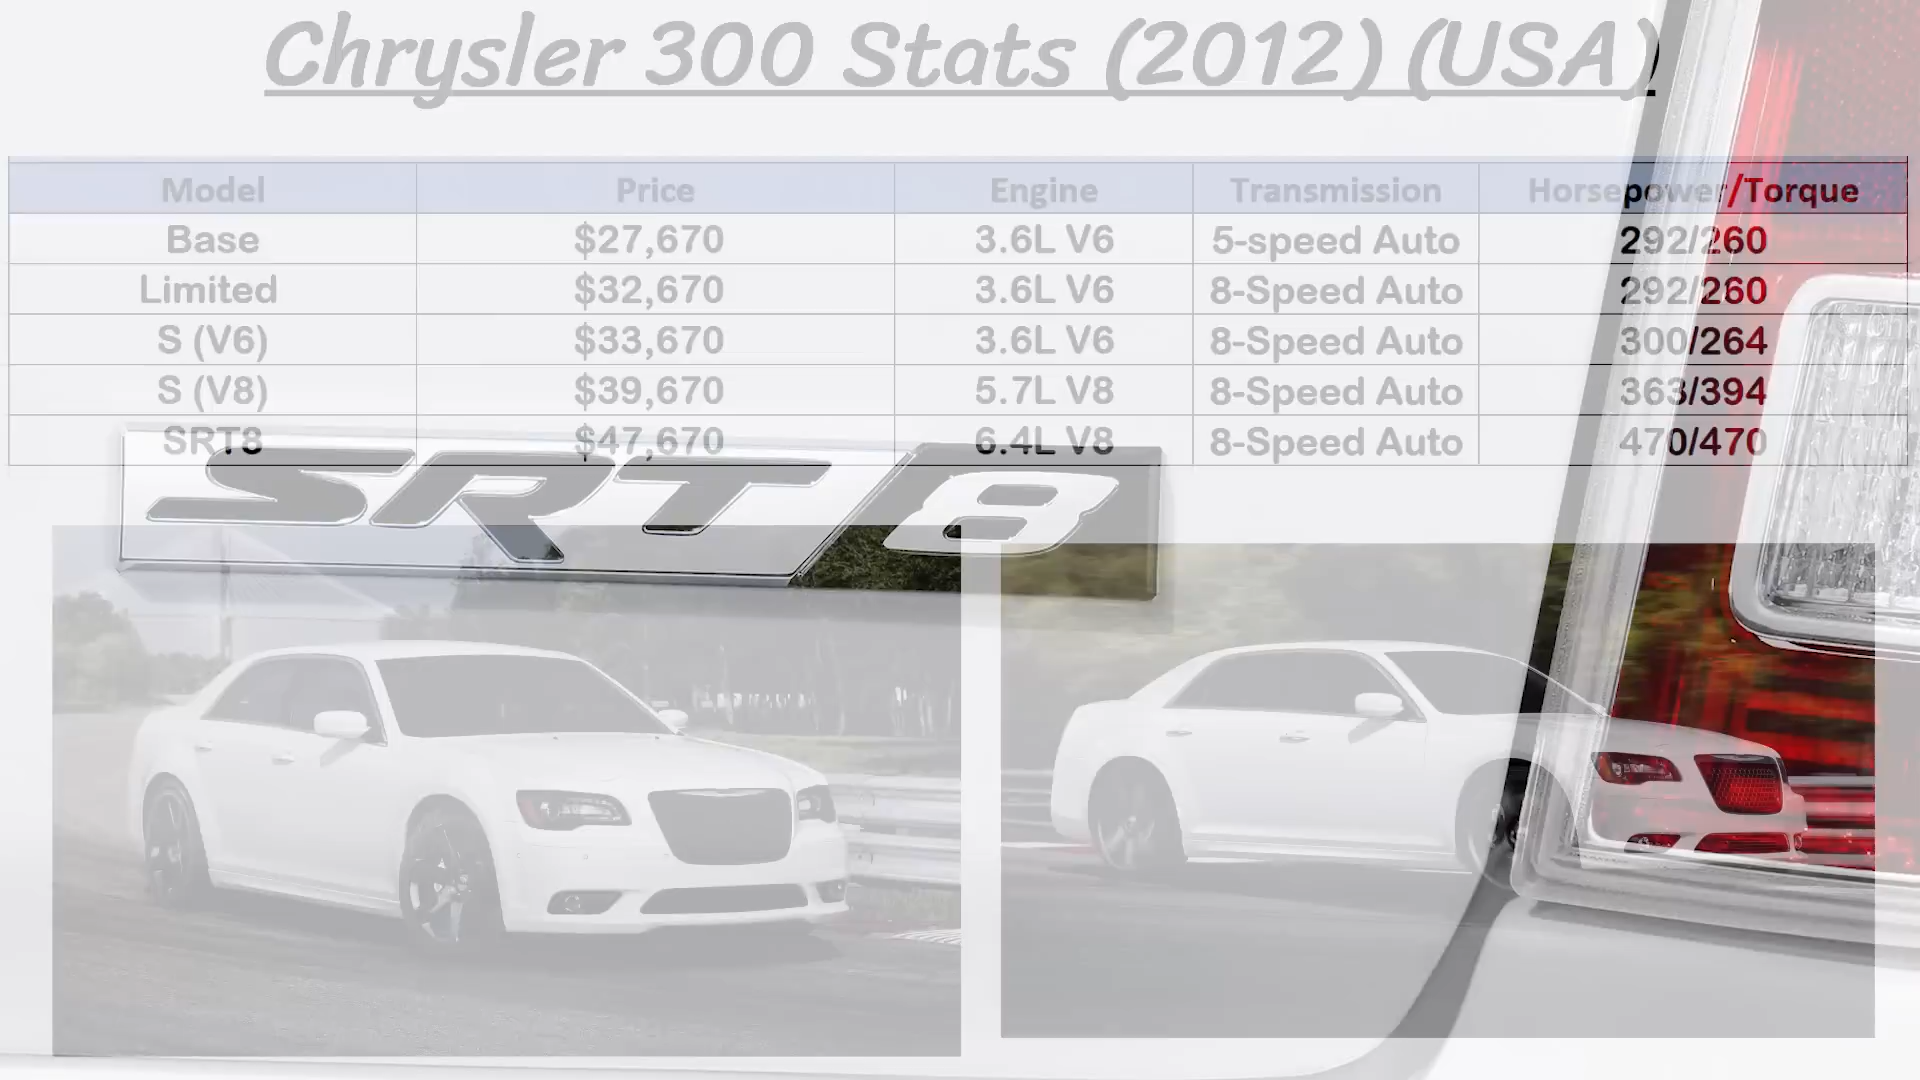 Chrysler 300 Stats (2012) (USA)
Model Price Engine Transmission Horsepower/Torque
Base $27,670 3.6L V6 5-speed Auto 292/260
Limited $32,670 3.6L V6 8-Speed Auto 292/260
S (V6) $33,670 3.6L V6 8-Speed Auto 300/264
S (V8) $39,670 5.7L V8 8-Speed Auto 363/394
SRT8 $47,670 6.4L V8 8-Speed Auto 470/470
SRT8